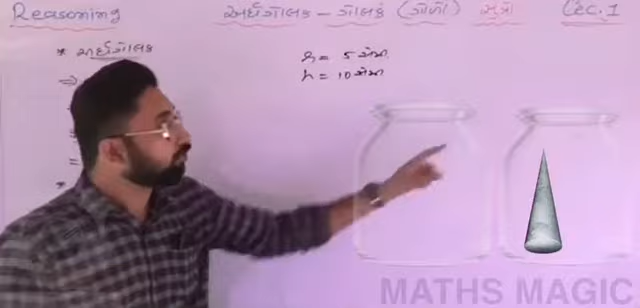 Reasoning અર્ધગોલક - ગોલક (ગોળો) સૂત્ર Lec. 1
* અર્ધગોલક
⇒
r = 5 સેમી
h = 10 સેમી
=
=
*
MATHS MAGIC